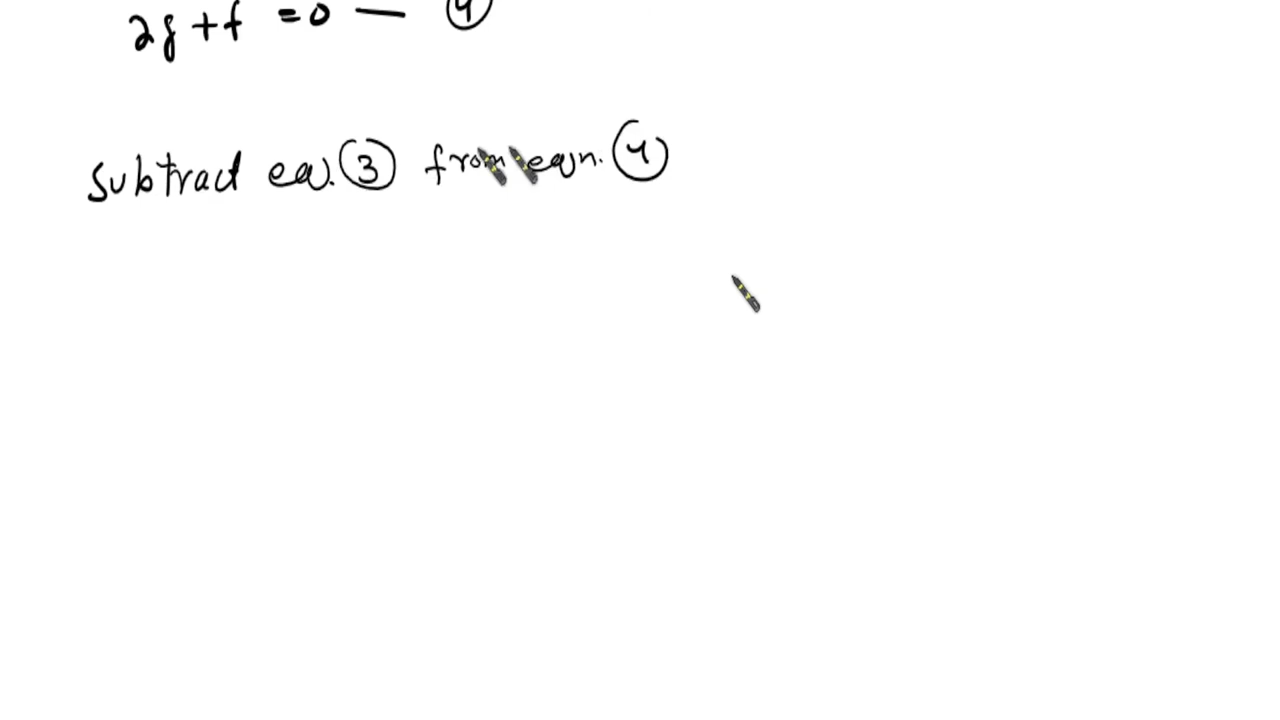 2g + f = 0 — ④
subtract eq. ③ from eqn. ④